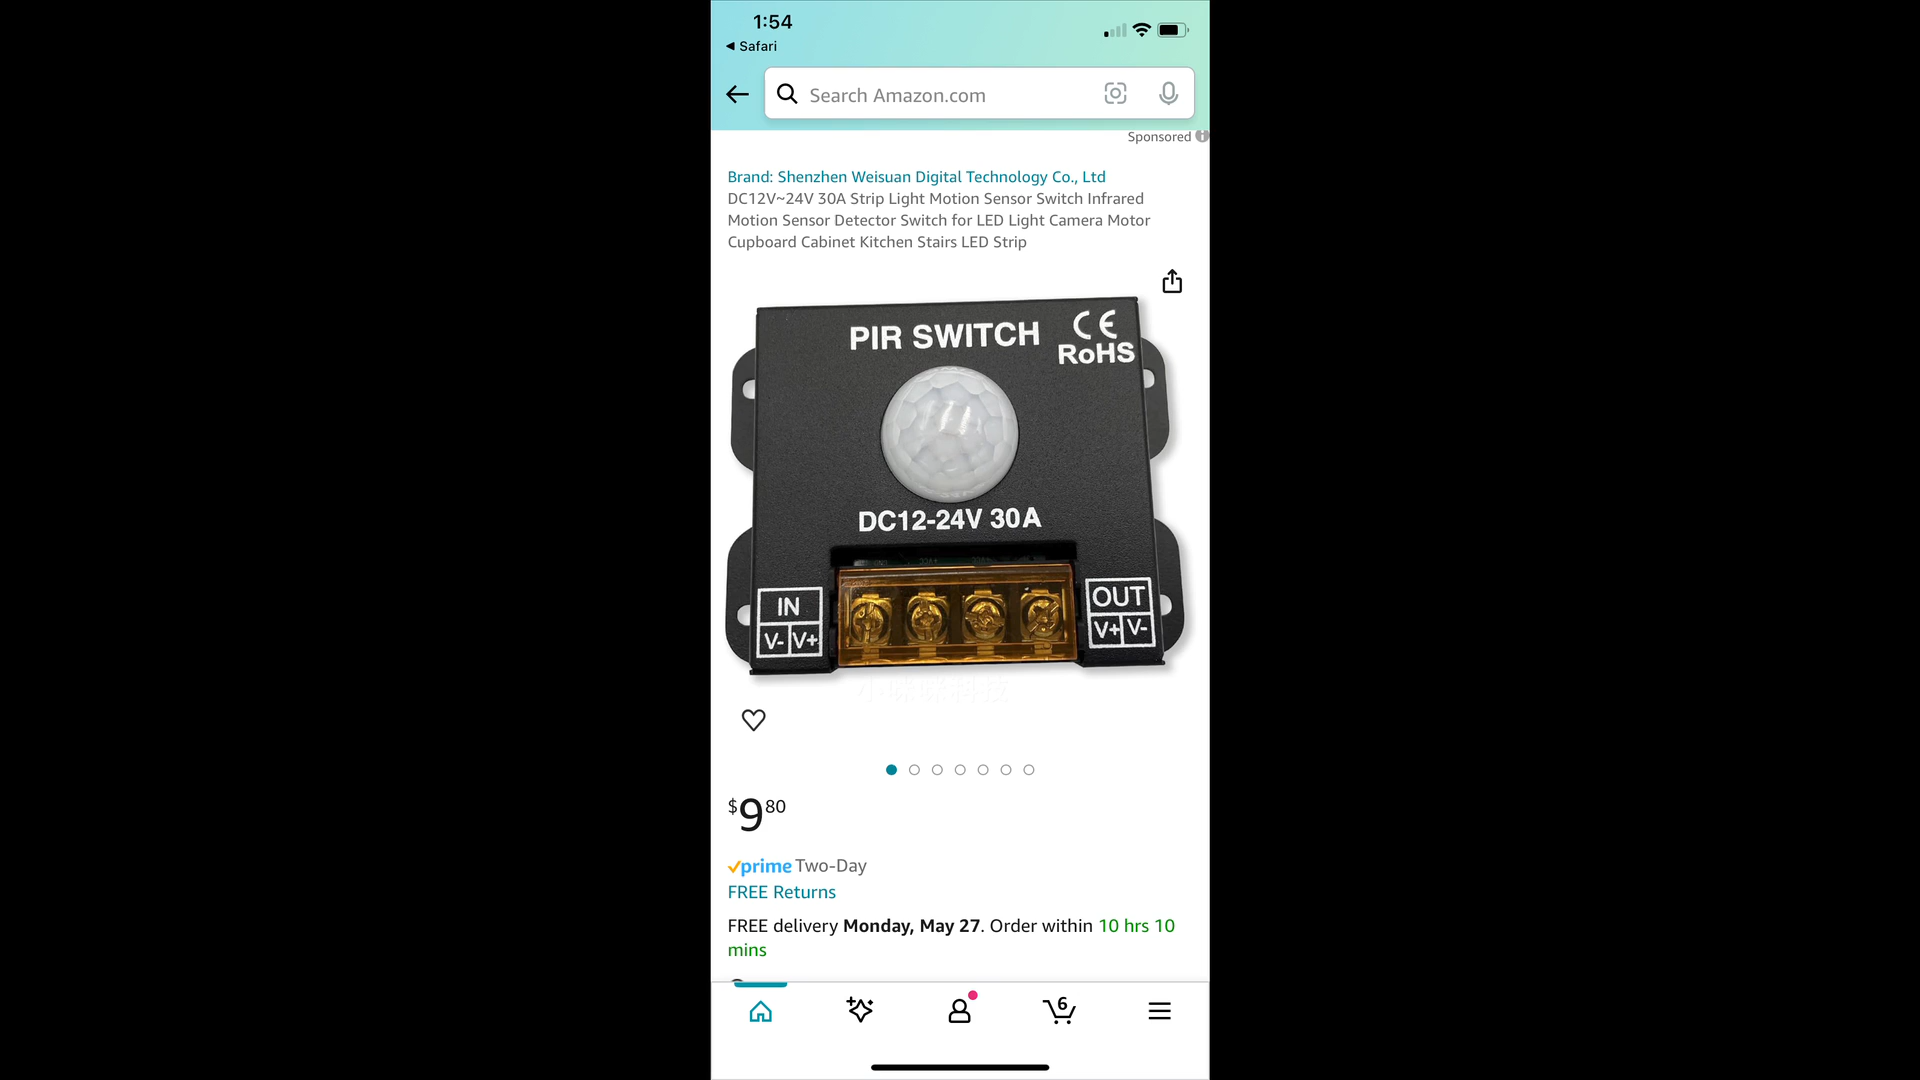 1:54
Safari
Search Amazon.com
Sponsored
Brand: Shenzhen Weisuan Digital Technology Co., Ltd
DC12V~24V 30A Strip Light Motion Sensor Switch Infrared
Motion Sensor Detector Switch for LED Light Camera Motor
Cupboard Cabinet Kitchen Stairs LED Strip
PIR SWITCH
CE
RoHS
DC12-24V 30A
IN
V- V+
OUT
V+ V-
$9 80
prime Two-Day
FREE Returns
FREE delivery Monday, May 27. Order within 10 hrs 10
mins
6